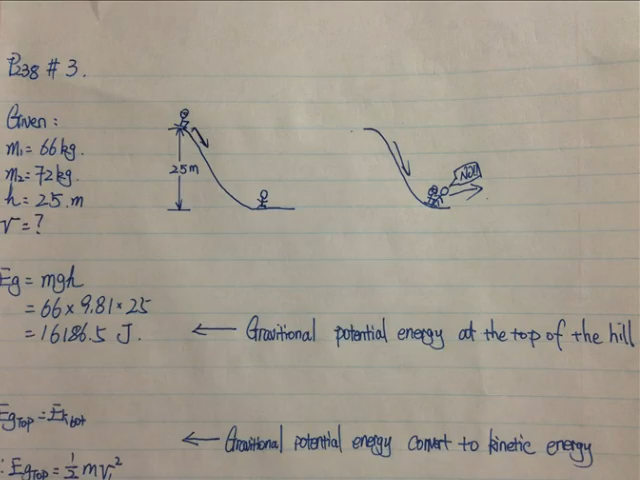 P238 # 3.
Given:
m1 = 66 kg.
m2 = 72 kg.
h = 25.m
V = ?
25m
NO!!
Eg = mgh
= 66 × 9.81 × 25
= 16186.5 J. ← Gravitional potential energy at the top of the hill
EgTop = Ekbot
← Gravitional potential energy convert to kinetic energy
: EgTop = 1/2 mv1²